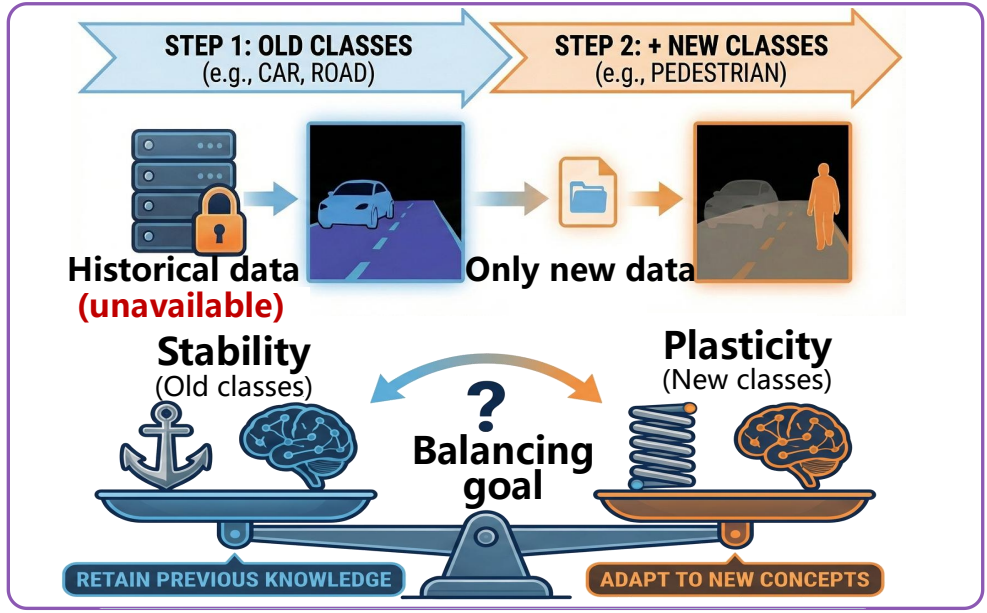 STEP 1: OLD CLASSES
(e.g., CAR, ROAD)
STEP 2: + NEW CLASSES
(e.g., PEDESTRIAN)
Historical data
(unavailable)
Only new data
Stability
(Old classes)
Plasticity
(New classes)
?
Balancing
goal
RETAIN PREVIOUS KNOWLEDGE
ADAPT TO NEW CONCEPTS